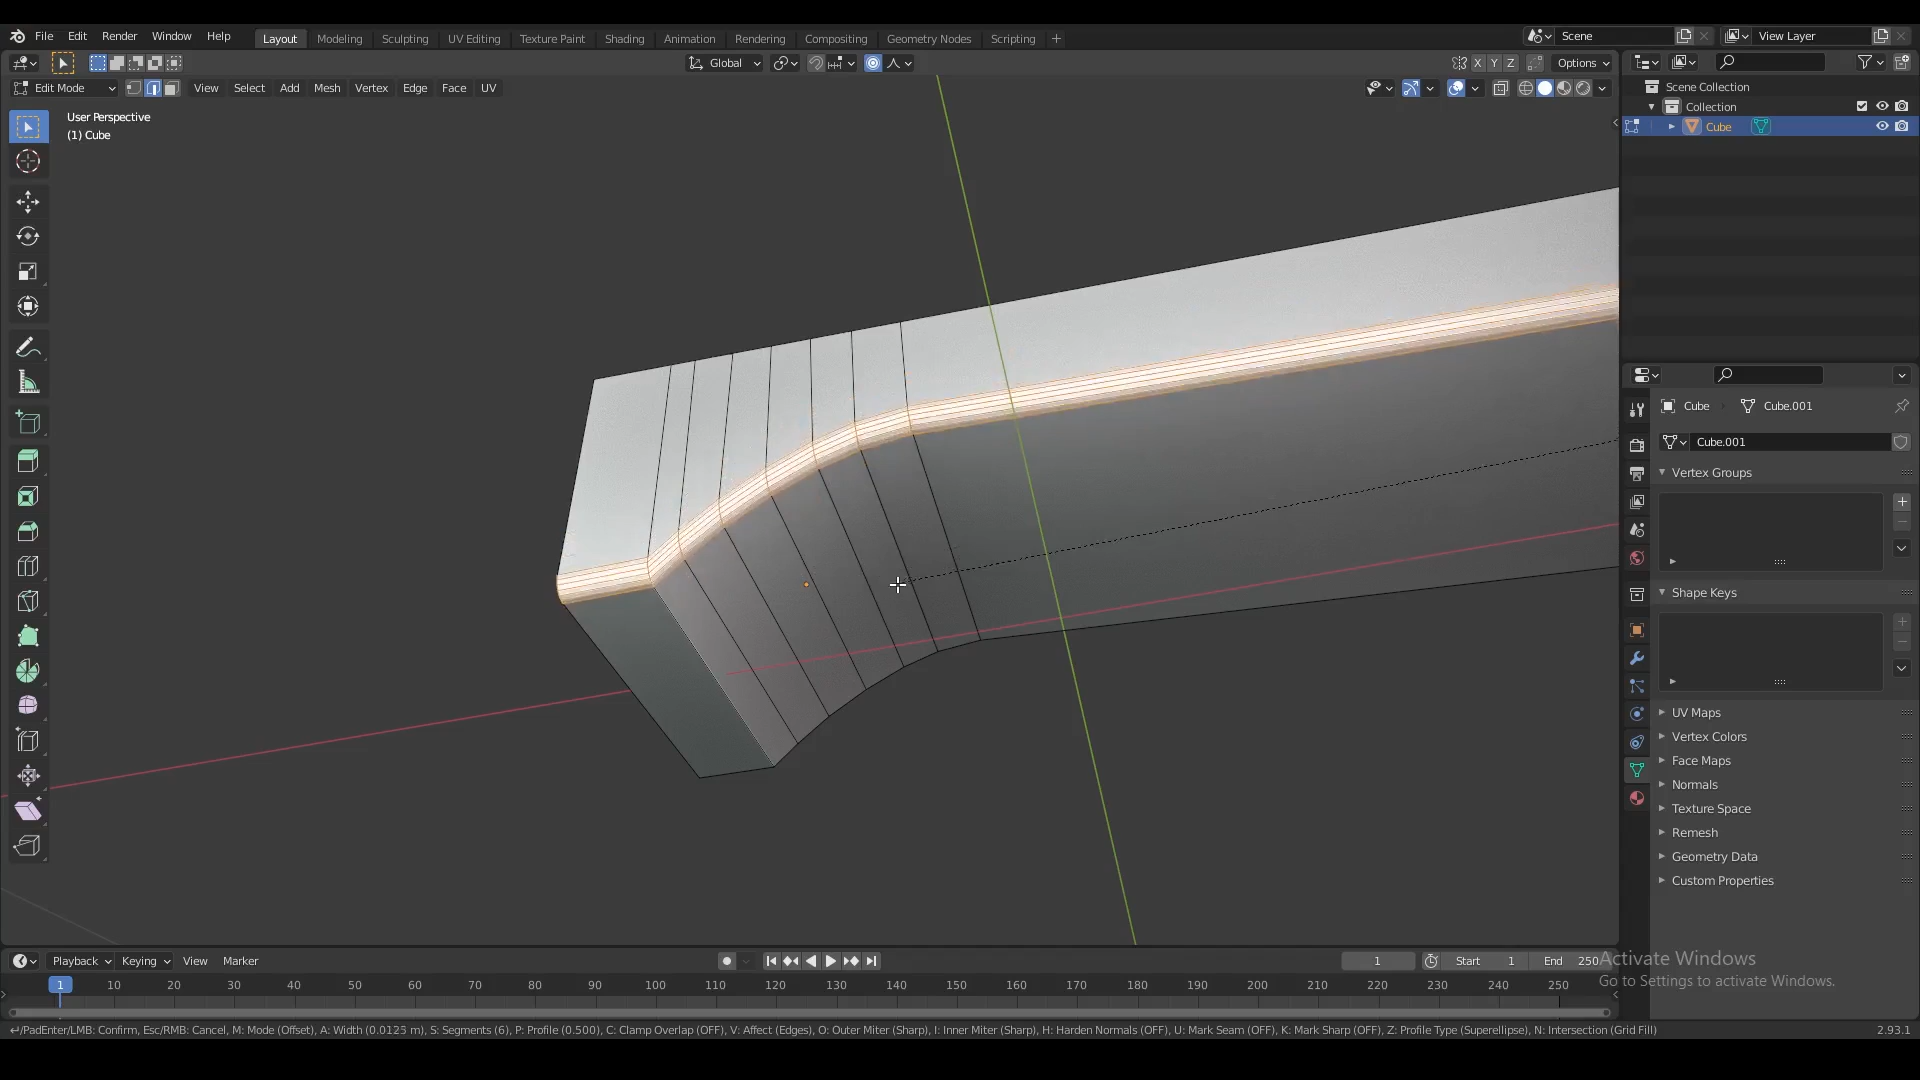 File Edit Render Window Help Layout Modeling Sculpting UV Editing Texture Paint Shading Animation Rendering Compositing Geometry Nodes Scripting + Scene View Layer
Global X Y Z Options
Edit Mode View Select Add Mesh Vertex Edge Face UV
User Perspective
(1) Cube
Scene Collection
Collection
Cube
Cube Cube.001
Cube.001
Vertex Groups
Shape Keys
UV Maps
Vertex Colors
Face Maps
Normals
Texture Space
Remesh
Geometry Data
Custom Properties
Playback Keying View Marker 1 Start 1 End 250
1 10 20 30 40 50 60 70 80 90 100 110 120 130 140 150 160 170 180 190 200 210 220 230 240 250
Activate Windows
Go to Settings to activate Windows.
↵/PadEnter/LMB: Confirm, Esc/RMB: Cancel, M: Mode (Offset), A: Width (0.0125 m), S: Segments (6), P: Profile (0.500), C: Clamp Overlap (OFF), V: Affect (Edges), O: Outer Miter (Sharp), I: Inner Miter (Sharp), H: Harden Normals (OFF), U: Mark Seam (OFF), K: Mark Sharp (OFF), Z: Profile Type (Superellipse), N: Intersection (Grid Fill) 2.93.1